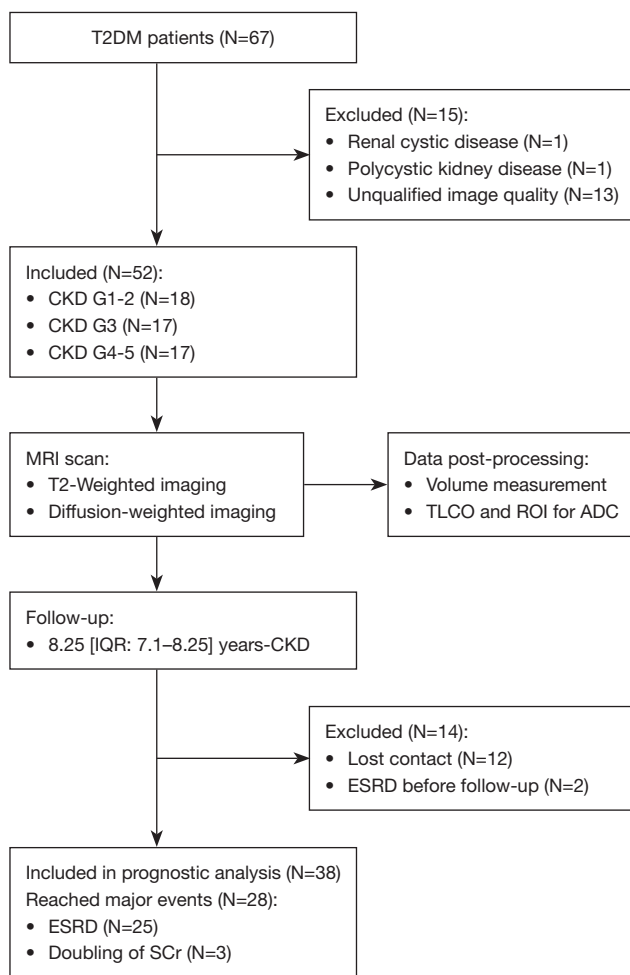 T2DM patients (N=67)
Excluded (N=15):
• Renal cystic disease (N=1)
• Polycystic kidney disease (N=1)
• Unqualified image quality (N=13)
Included (N=52):
• CKD G1-2 (N=18)
• CKD G3 (N=17)
• CKD G4-5 (N=17)
MRI scan:
• T2-Weighted imaging
• Diffusion-weighted imaging
Data post-processing:
• Volume measurement
• TLCO and ROI for ADC
Follow-up:
• 8.25 [IQR: 7.1–8.25] years-CKD
Excluded (N=14):
• Lost contact (N=12)
• ESRD before follow-up (N=2)
Included in prognostic analysis (N=38)
Reached major events (N=28):
• ESRD (N=25)
• Doubling of SCr (N=3)